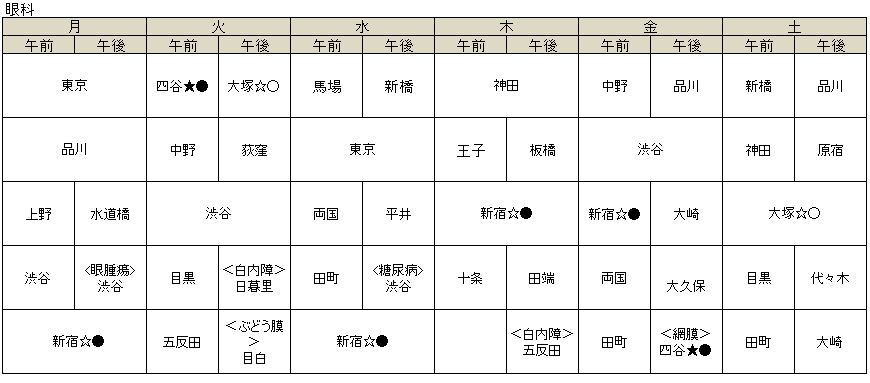 眼科
月 火 水 木 金 土
午前 午後 午前 午後 午前 午後 午前 午後 午前 午後 午前 午後
東京 四谷★● 大塚☆○ 馬場 新橋 神田 中野 品川 新橋 品川
品川 中野 荻窪 東京 王子 板橋 渋谷 神田 原宿
上野 水道橋 渋谷 両国 平井 新宿☆● 新宿☆● 大崎 大塚☆○
渋谷 <眼腫瘍> 渋谷 目黒 <白内障> 日暮里 田町 <糖尿病> 渋谷 十条 田端 両国 大久保 目黒 代々木
新宿☆● 五反田 <ぶどう膜> 目白 新宿☆● <白内障> 五反田 田町 <網膜> 四谷★● 田町 大崎